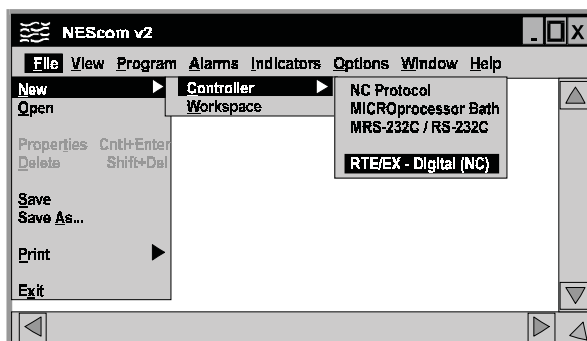 NEScom v2
File View Program Alarms Indicators Options Window Help
New
Open
Properties Cntl+Enter
Delete Shift+Del
Save
Save As...
Print
Exit
Controller
Workspace
NC Protocol
MICROprocessor Bath
MRS-232C / RS-232C
RTE/EX - Digital (NC)